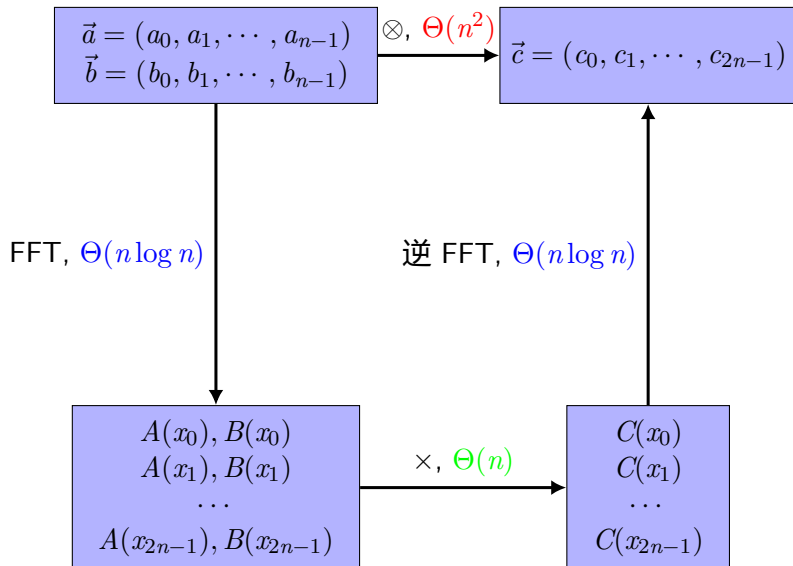 a⃗ = (a₀, a₁, ⋯ , aₙ₋₁)
b⃗ = (b₀, b₁, ⋯ , bₙ₋₁)
⊗, Θ(n²)
c⃗ = (c₀, c₁, ⋯ , c₂ₙ₋₁)
FFT, Θ(n log n)
逆 FFT, Θ(n log n)
A(x₀), B(x₀)
A(x₁), B(x₁)
⋯
A(x₂ₙ₋₁), B(x₂ₙ₋₁)
×, Θ(n)
C(x₀)
C(x₁)
⋯
C(x₂ₙ₋₁)